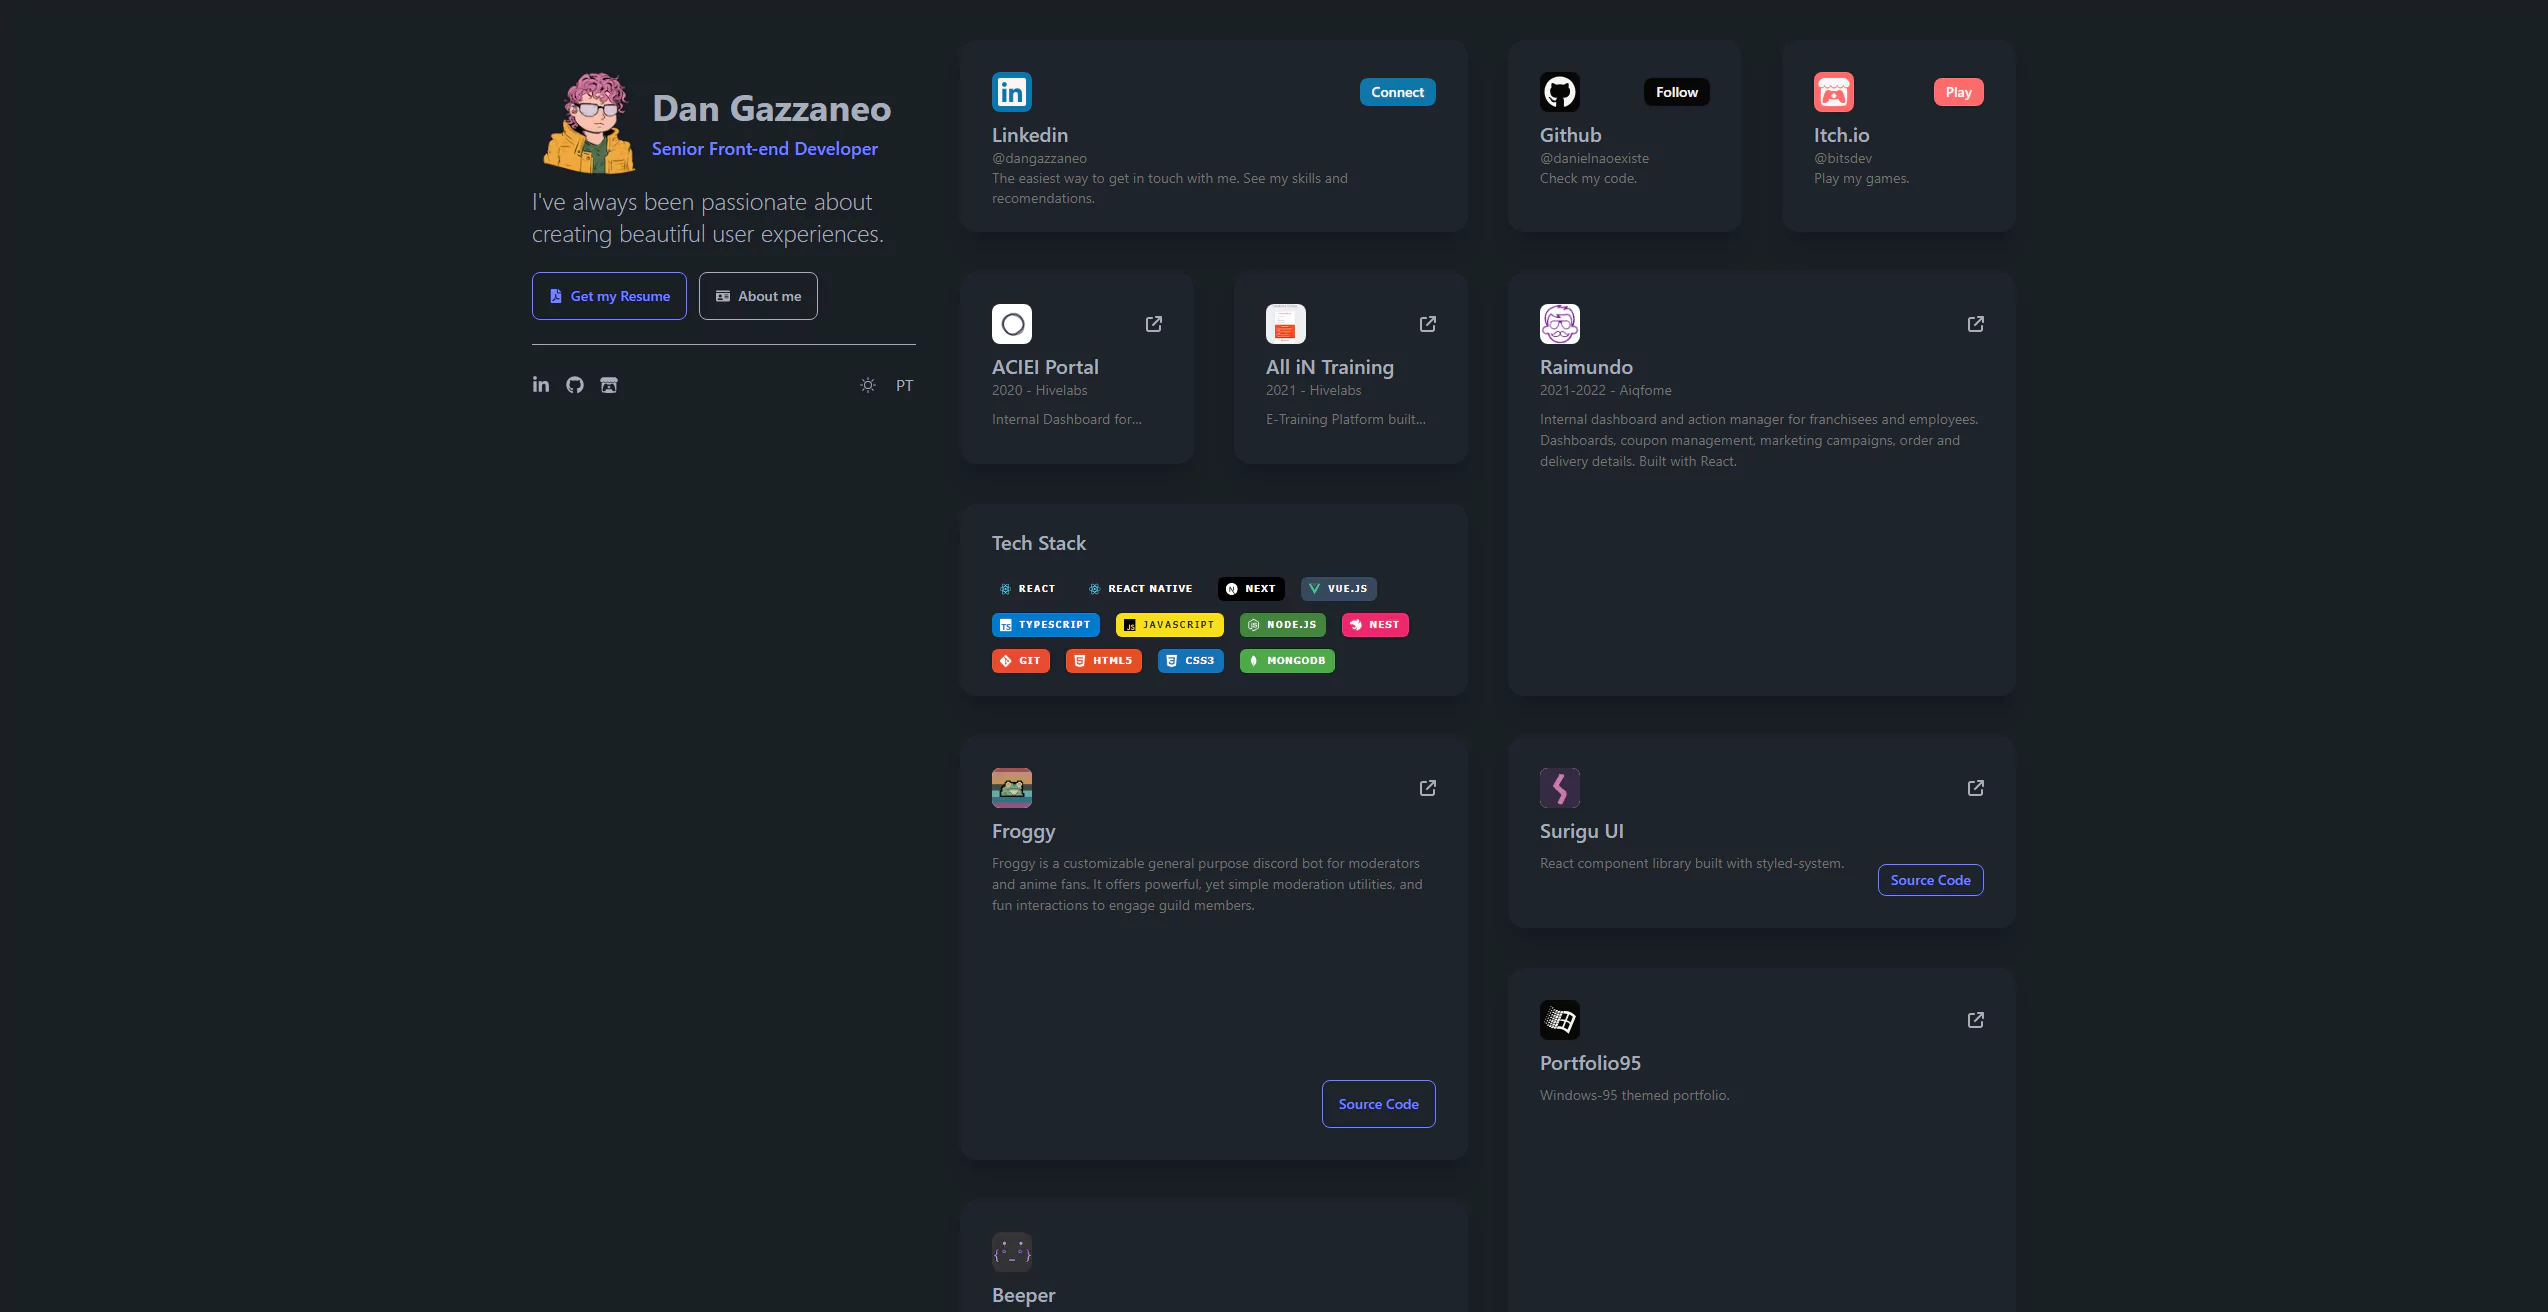 Dan Gazzaneo
Senior Front-end Developer
I've always been passionate about
creating beautiful user experiences.
Get my Resume
About me
PT
Connect
Linkedin
@dangazzaneo
The easiest way to get in touch with me. See my skills and
recomendations.
Follow
Github
@danielnaoexiste
Check my code.
Play
Itch.io
@bitsdev
Play my games.
ACIEI Portal
2020 - Hivelabs
Internal Dashboard for...
All iN Training
2021 - Hivelabs
E-Training Platform built...
Raimundo
2021-2022 - Aiqfome
Internal dashboard and action manager for franchisees and employees.
Dashboards, coupon management, marketing campaigns, order and
delivery details. Built with React.
Tech Stack
REACT
REACT NATIVE
NEXT
VUE.JS
TYPESCRIPT
JAVASCRIPT
NODE.JS
NEST
GIT
HTML5
CSS3
MONGODB
Froggy
Froggy is a customizable general purpose discord bot for moderators
and anime fans. It offers powerful, yet simple moderation utilities, and
fun interactions to engage guild members.
Source Code
Surigu UI
React component library built with styled-system.
Source Code
Portfolio95
Windows-95 themed portfolio.
Beeper